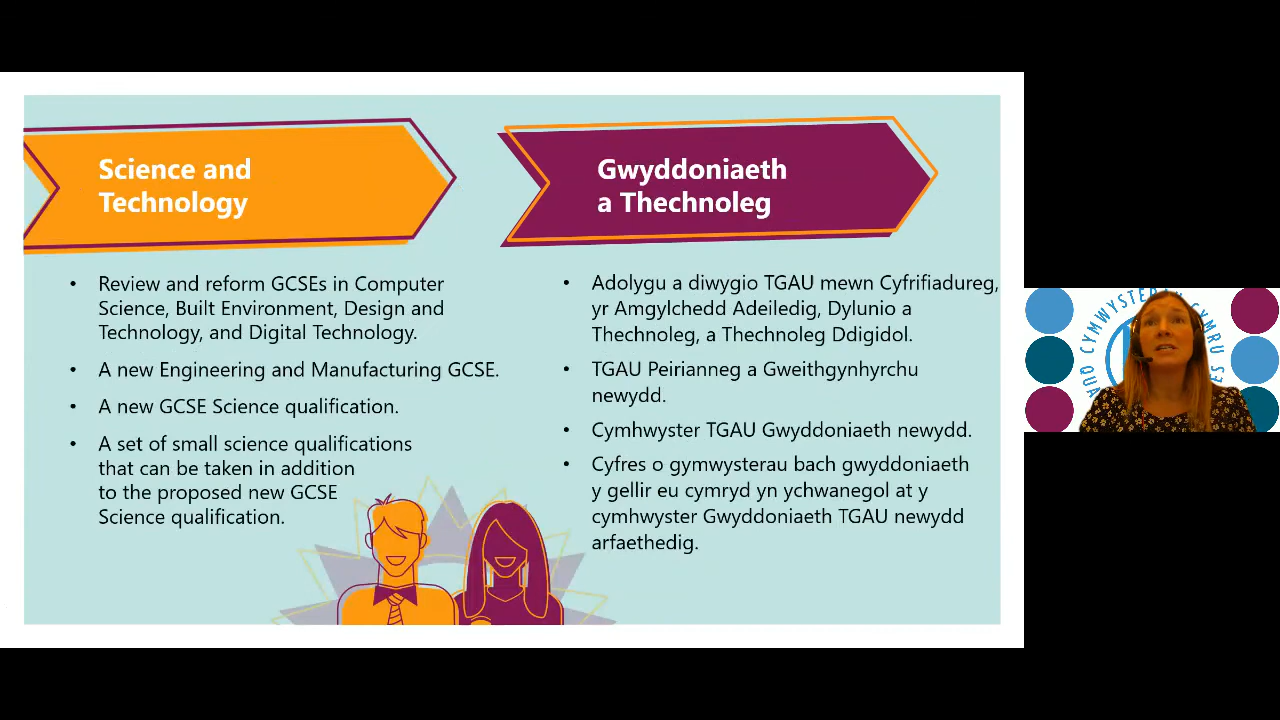 Science and
Technology
• Review and reform GCSEs in Computer
Science, Built Environment, Design and
Technology, and Digital Technology.
• A new Engineering and Manufacturing GCSE.
• A new GCSE Science qualification.
• A set of small science qualifications
that can be taken in addition
to the proposed new GCSE
Science qualification.
Gwyddoniaeth
a Thechnoleg
• Adolygu a diwygio TGAU mewn Cyfrifiadureg,
yr Amgylchedd Adeiledig, Dylunio a
Thechnoleg, a Thechnoleg Ddigidol.
• TGAU Peirianneg a Gweithgynhyrchu
newydd.
• Cymhwyster TGAU Gwyddoniaeth newydd.
• Cyfres o gymwysterau bach gwyddoniaeth
y gellir eu cymryd yn ychwanegol at y
cymhwyster Gwyddoniaeth TGAU newydd
arfaethedig.
CYMWYSTER
CYMRU